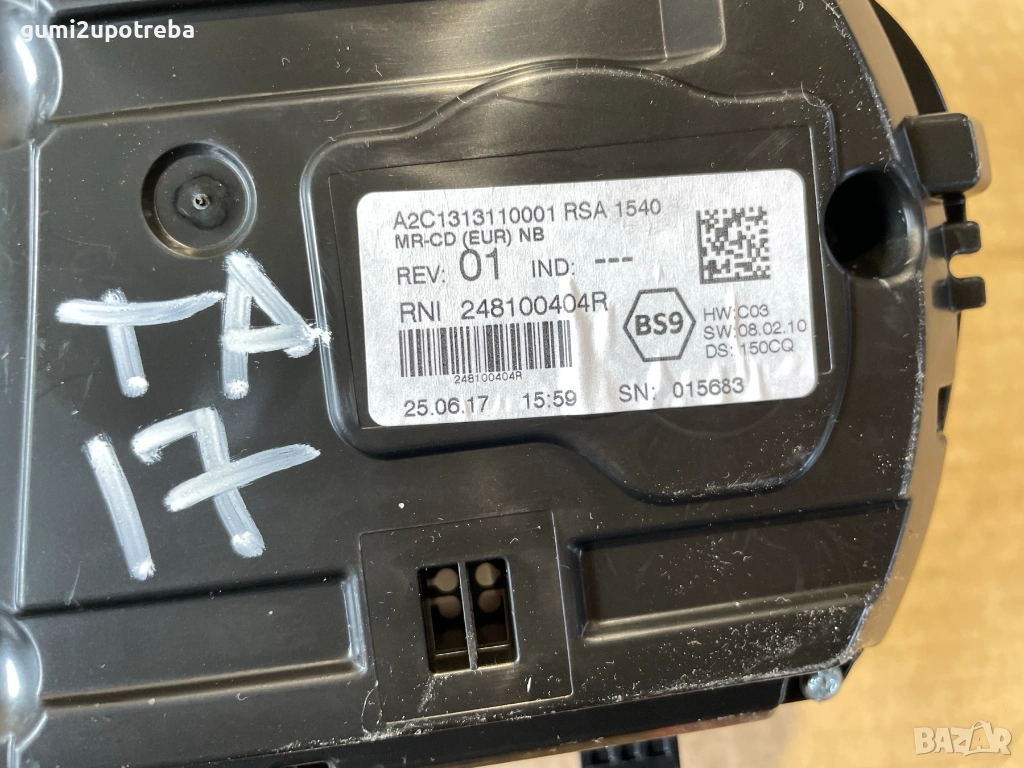 gumi2upotreba
A2C1313110001 RSA 1540
MR-CD (EUR) NB
REV: 01 IND: ---
RNI 248100404R
BS9
HW:C03
SW:08.02.10
DS: 150CQ
248100404R
25.06.17 15:59 SN: 015683
TA
17
BAZAR